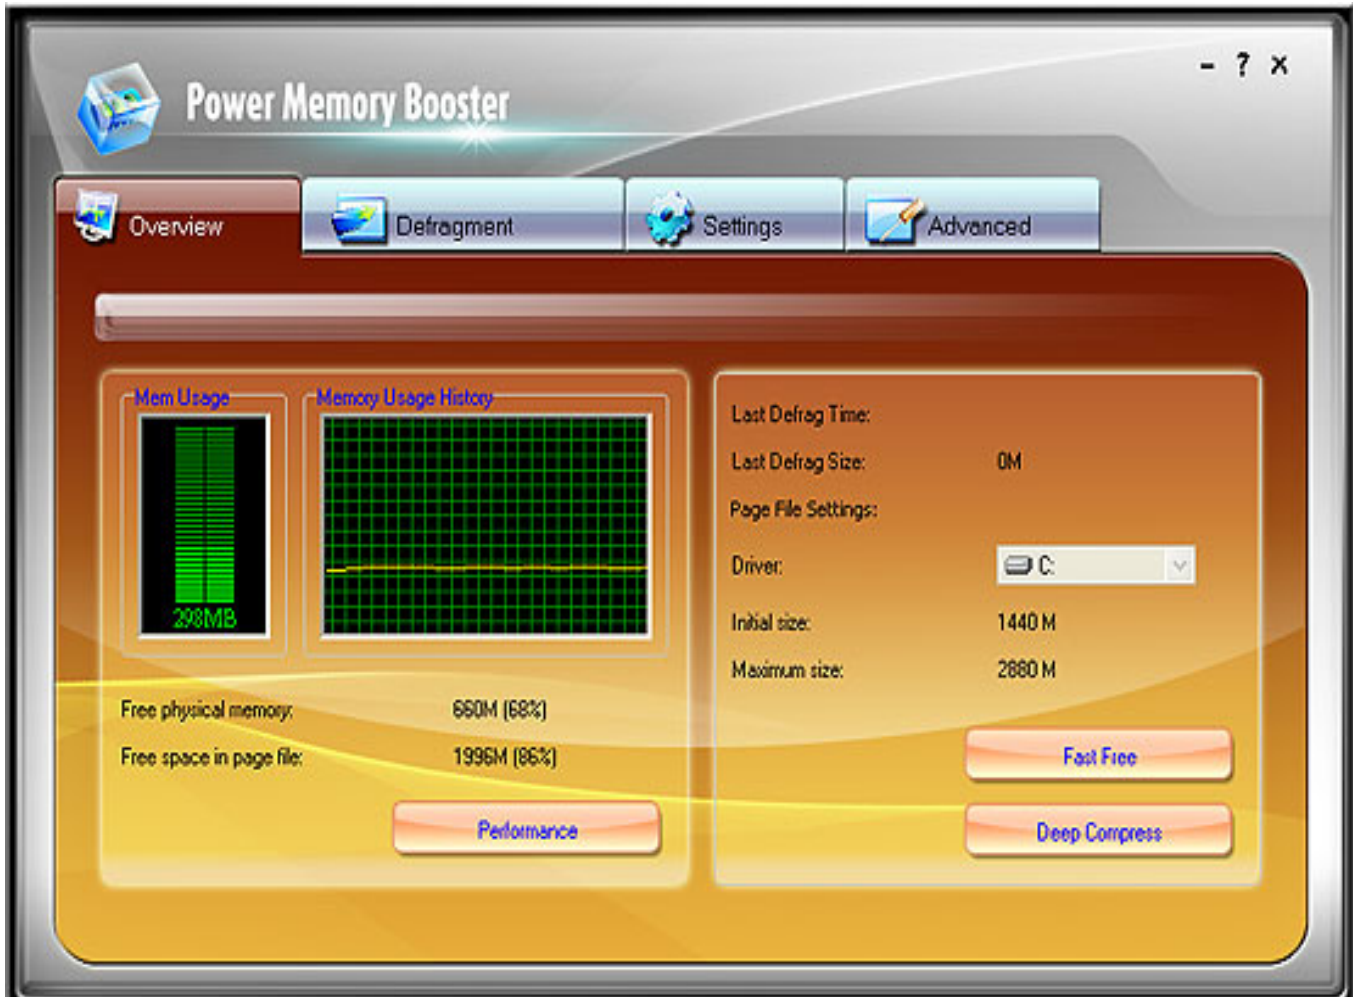 Power Memory Booster
– ? ×
Overview Defragment Settings Advanced
Mem Usage
Memory Usage History
298MB
Free physical memory: 660M (68%)
Free space in page file: 1996M (86%)
Performance
Last Defrag Time:
Last Defrag Size: 0M
Page File Settings:
Driver: C:
Initial size: 1440 M
Maximum size: 2880 M
Fast Free
Deep Compress